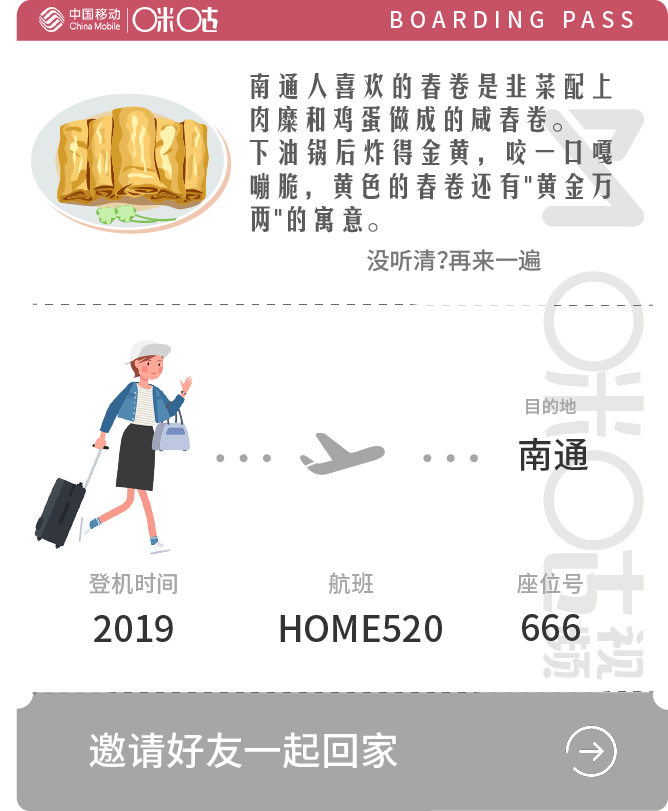 中国移动
China Mobile
咪咕
BOARDING PASS
南通人喜欢的春卷是韭菜配上
肉糜和鸡蛋做成的咸春卷。
下油锅后炸得金黄，咬一口嘎
嘣脆，黄色的春卷还有"黄金万
两"的寓意。
没听清?再来一遍
咪咕视频
目的地
南通
登机时间 航班 座位号
2019 HOME520 666
邀请好友一起回家